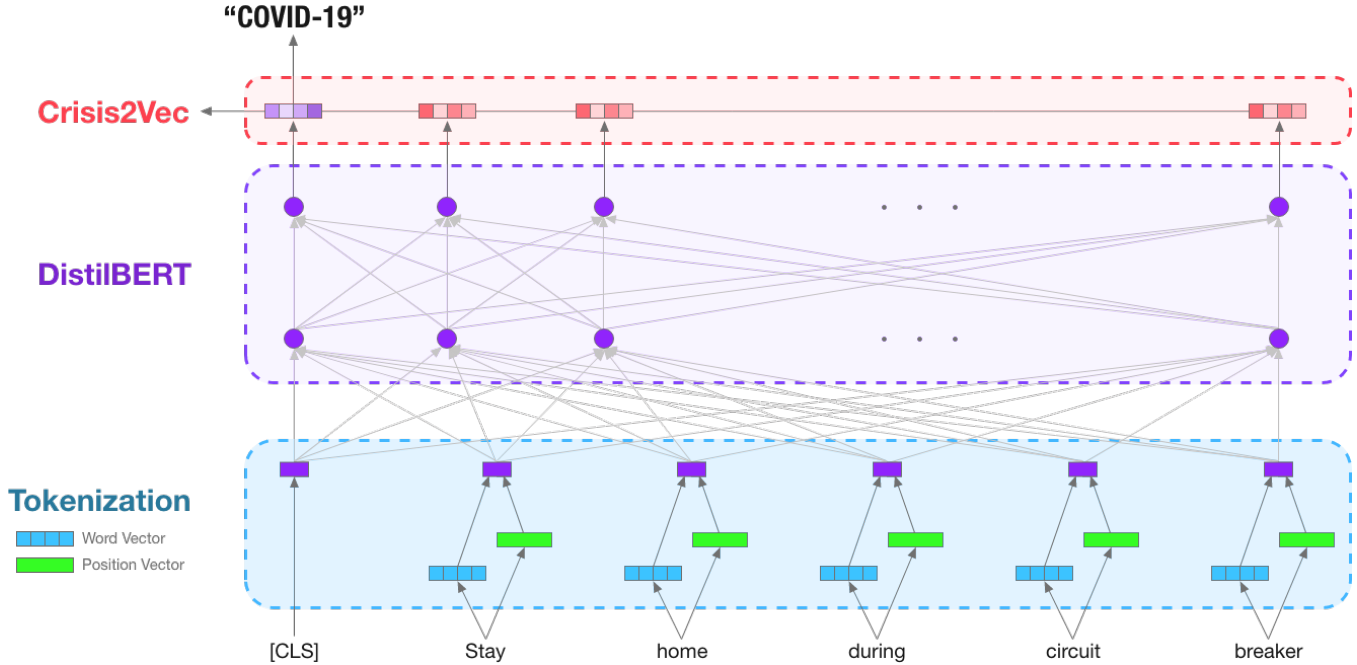 “COVID-19”
Crisis2Vec
DistilBERT
. . .
. . .
Tokenization
Word Vector
Position Vector
[CLS] Stay home during circuit breaker